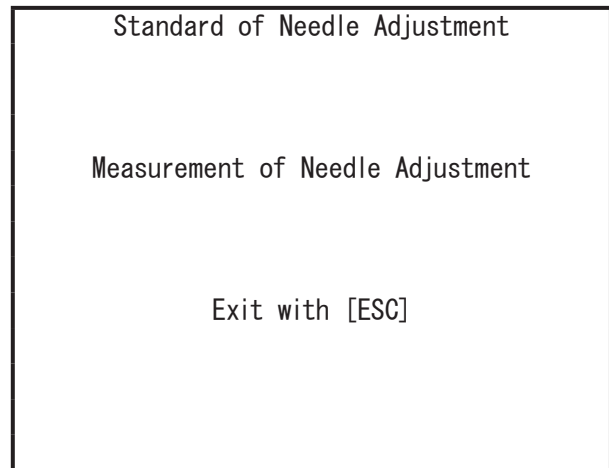 Standard of Needle Adjustment
Measurement of Needle Adjustment
Exit with [ESC]